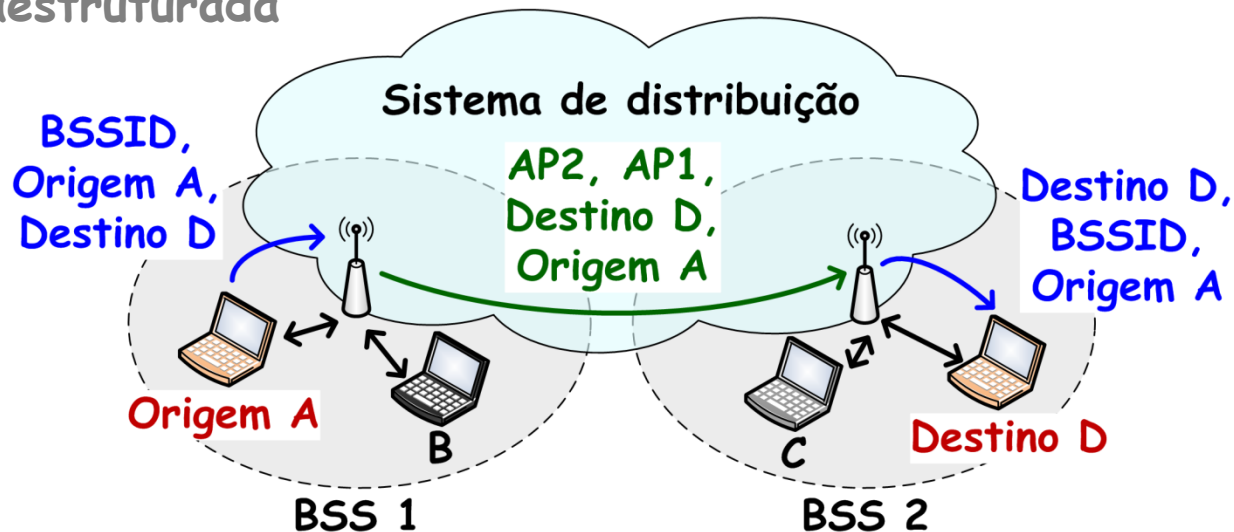 estruturada
Sistema de distribuição
BSSID,
Origem A,
Destino D
AP2, AP1,
Destino D,
Origem A
Destino D,
BSSID,
Origem A
Origem A
B
C
Destino D
BSS 1
BSS 2